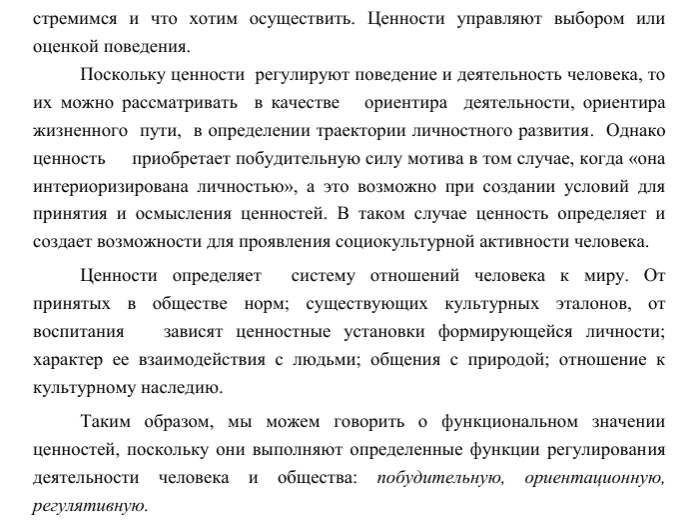 стремимся и что хотим осуществить. Ценности управляют выбором или
оценкой поведения.
Поскольку ценности регулируют поведение и деятельность человека, то
их можно рассматривать в качестве ориентира деятельности, ориентира
жизненного пути, в определении траектории личностного развития. Однако
ценность приобретает побудительную силу мотива в том случае, когда «она
интериоризирована личностью», а это возможно при создании условий для
принятия и осмысления ценностей. В таком случае ценность определяет и
создает возможности для проявления социокультурной активности человека.
Ценности определяет систему отношений человека к миру. От
принятых в обществе норм; существующих культурных эталонов, от
воспитания зависят ценностные установки формирующейся личности;
характер ее взаимодействия с людьми; общения с природой; отношение к
культурному наследию.
Таким образом, мы можем говорить о функциональном значении
ценностей, поскольку они выполняют определенные функции регулирования
деятельности человека и общества: побудительную, ориентационную,
регулятивную.